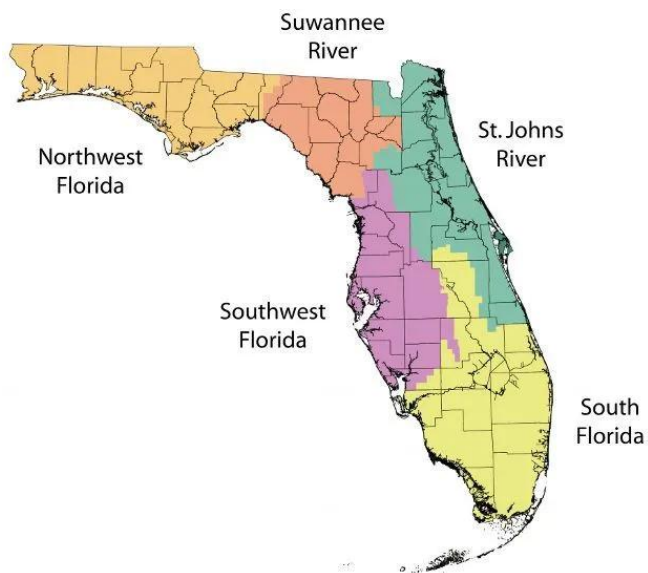 Suwannee
River
Northwest
Florida
St. Johns
River
Southwest
Florida
South
Florida